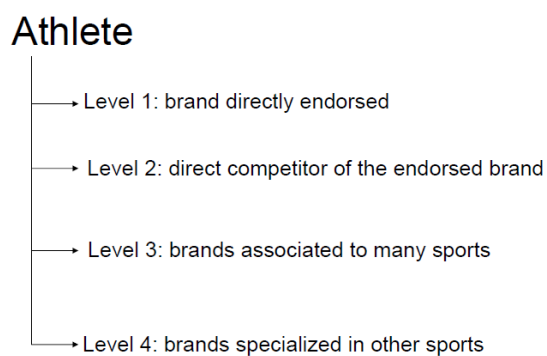 Athlete
Level 1: brand directly endorsed
Level 2: direct competitor of the endorsed brand
Level 3: brands associated to many sports
Level 4: brands specialized in other sports